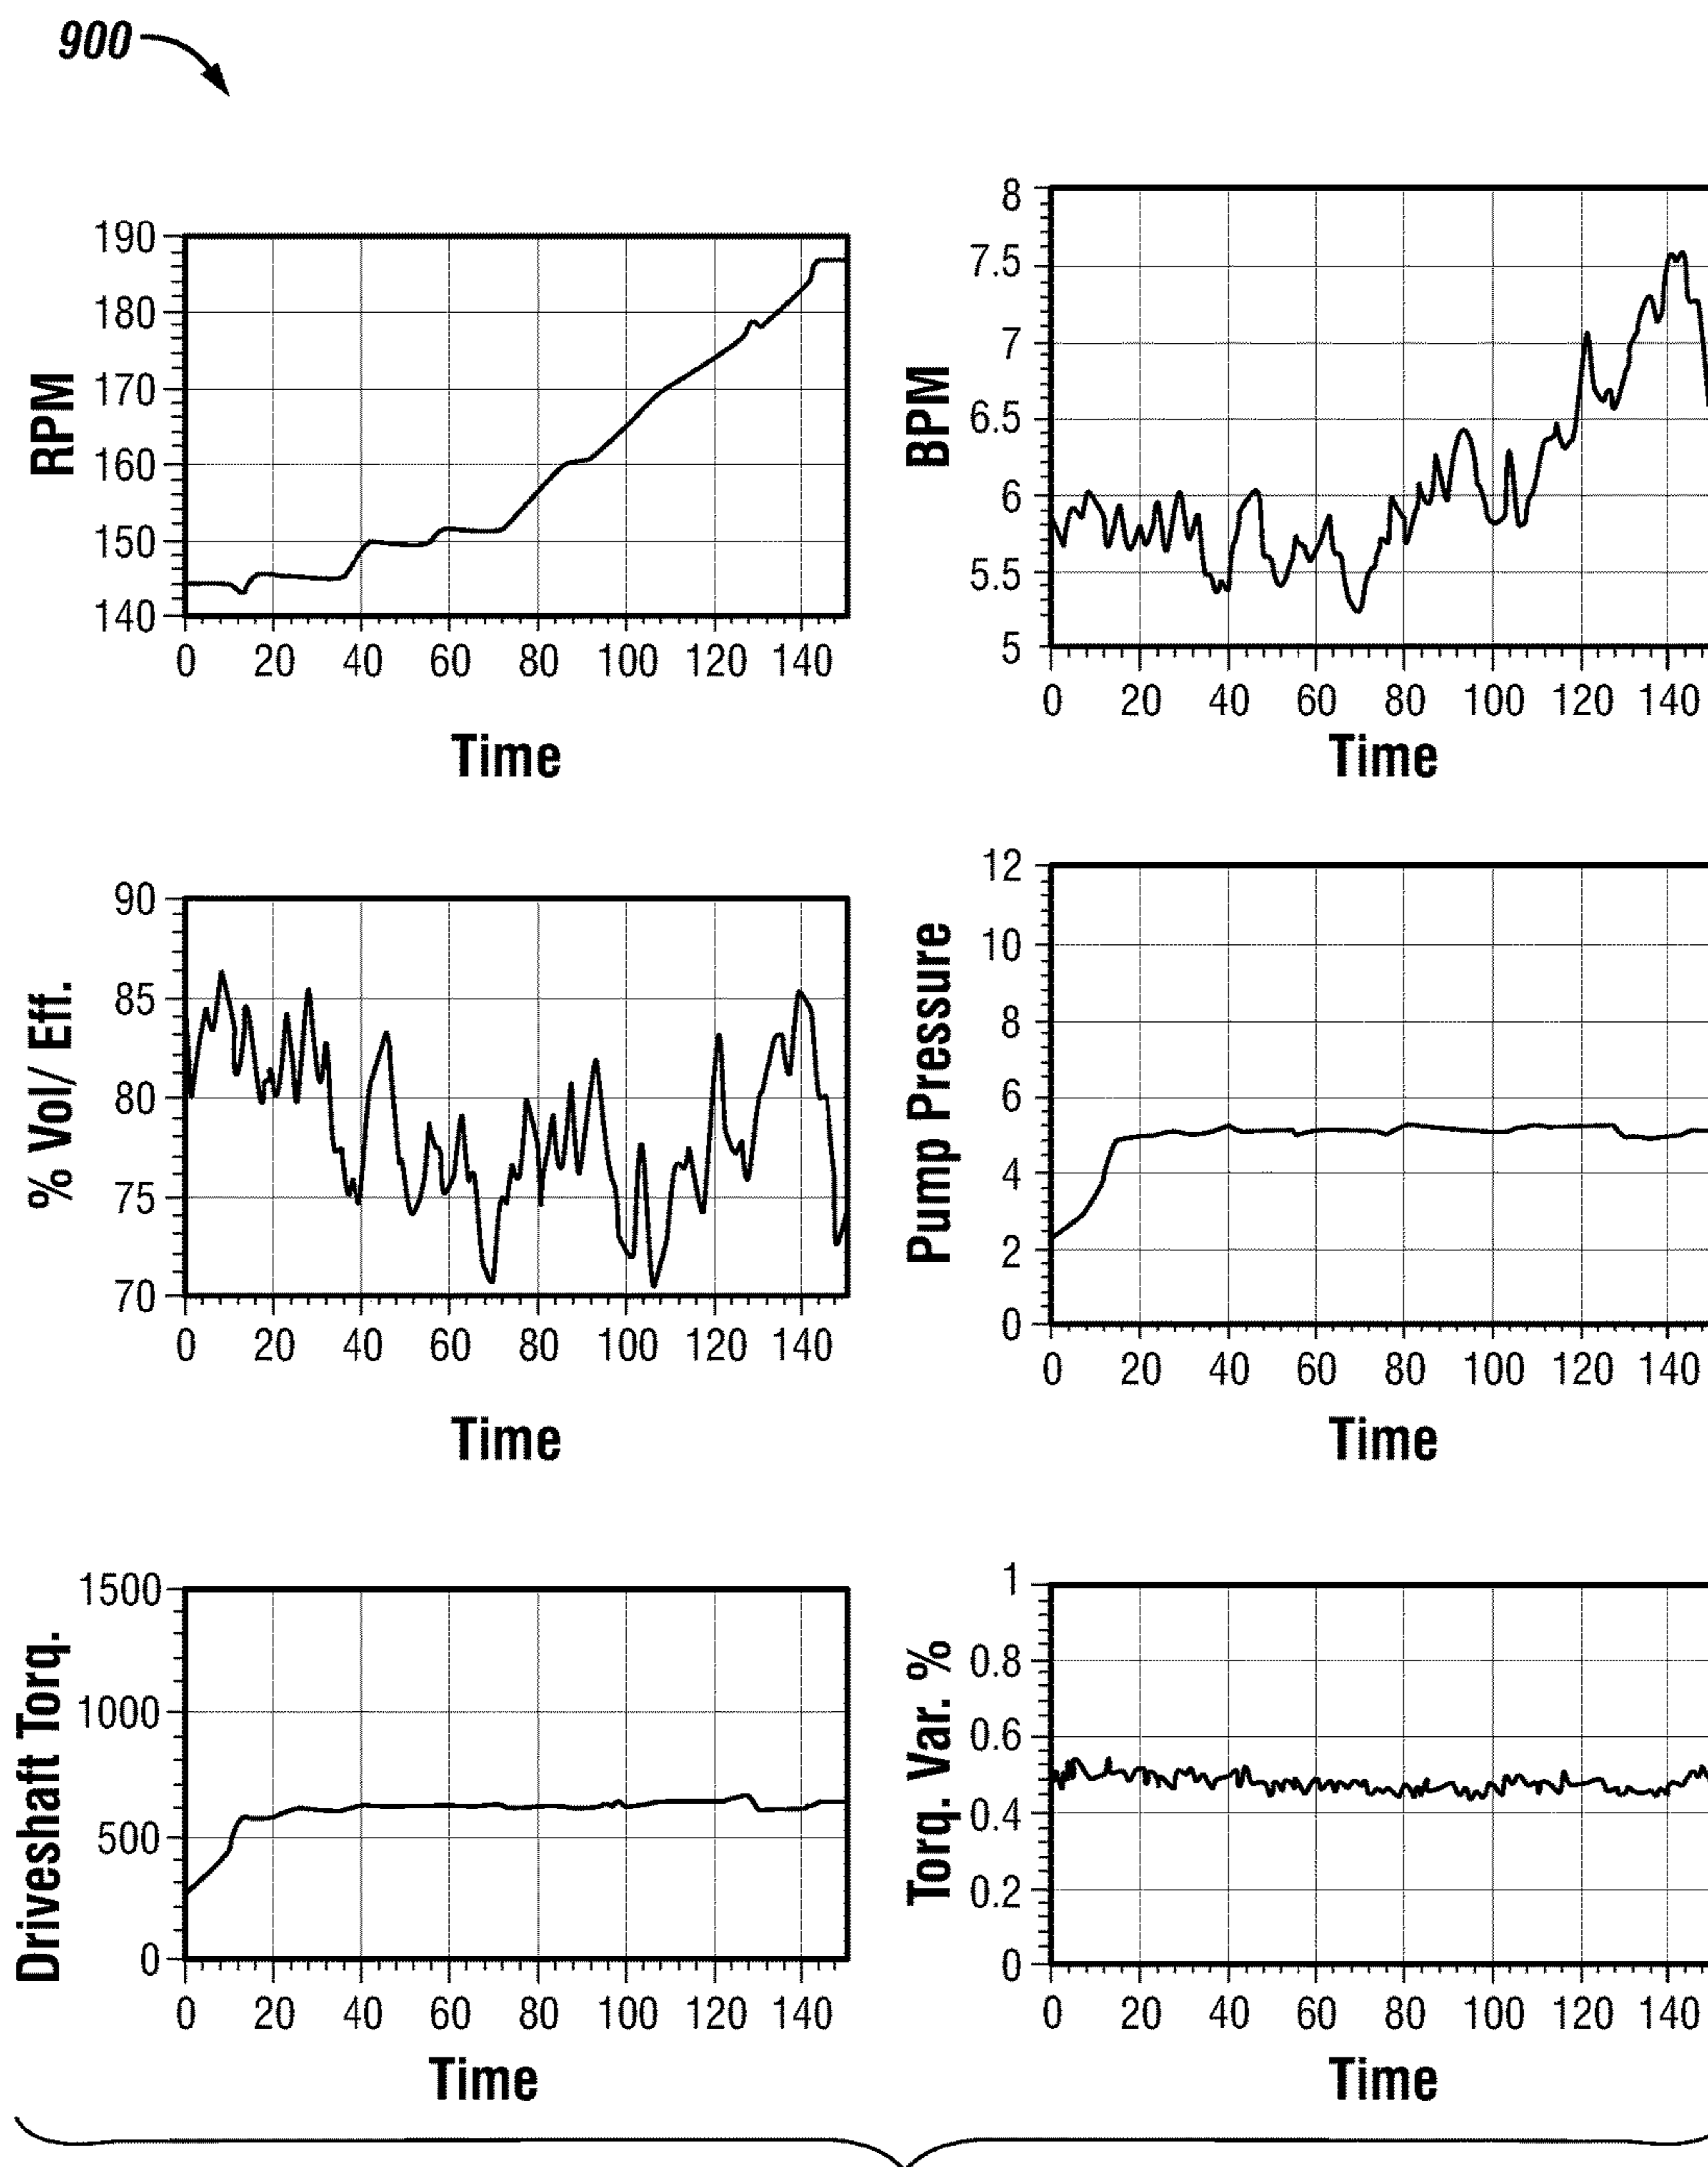 900
RPM
190
180
170
160
150
140
0 20 40 60 80 100 120 140
Time
BPM
8
7.5
7
6.5
6
5.5
5
0 20 40 60 80 100 120 140
Time
% Vol/ Eff.
90
85
80
75
70
0 20 40 60 80 100 120 140
Time
Pump Pressure
12
10
8
6
4
2
0
0 20 40 60 80 100 120 140
Time
Driveshaft Torq.
1500
1000
500
0
0 20 40 60 80 100 120 140
Time
Torq. Var. %
1
0.8
0.6
0.4
0.2
0
0 20 40 60 80 100 120 140
Time